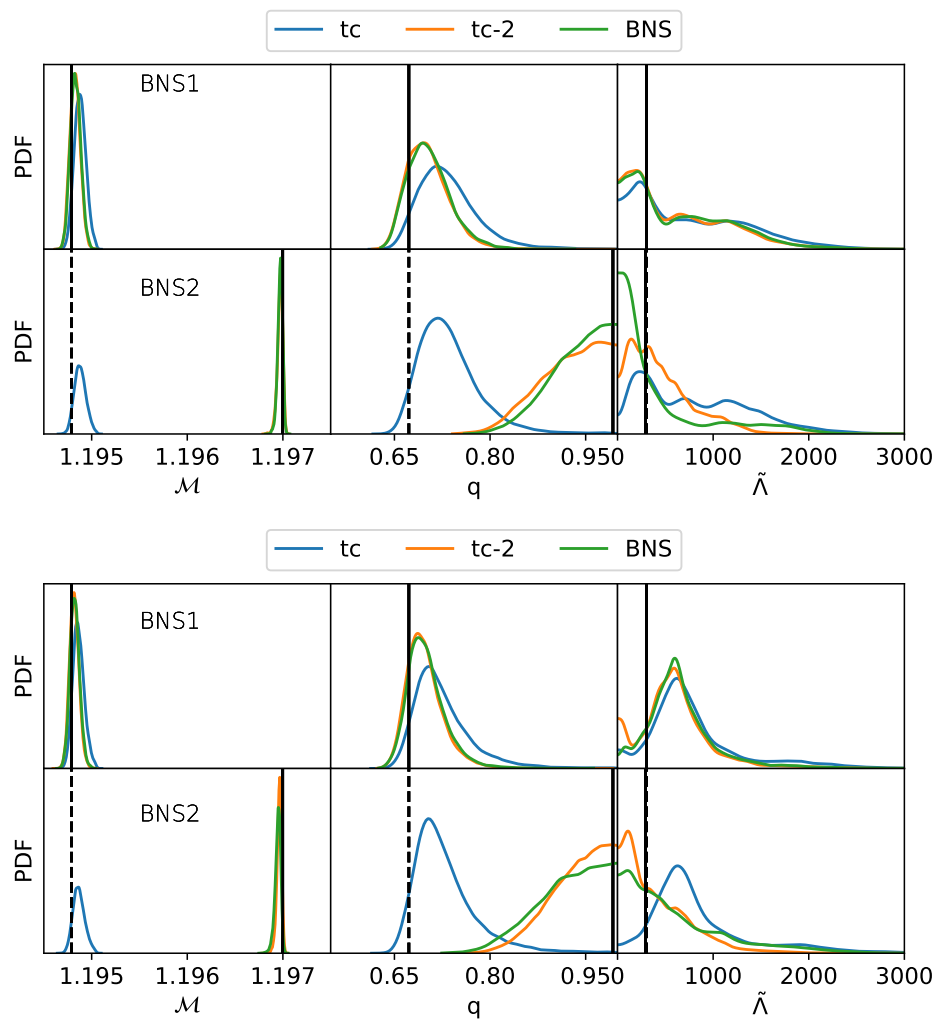 tc tc-2 BNS
PDF
BNS1
PDF
BNS2
1.195 1.196 1.197 0.65 0.80 0.950 1000 2000 3000
ℳ q Λ̃
tc tc-2 BNS
PDF
BNS1
PDF
BNS2
1.195 1.196 1.197 0.65 0.80 0.950 1000 2000 3000
ℳ q Λ̃